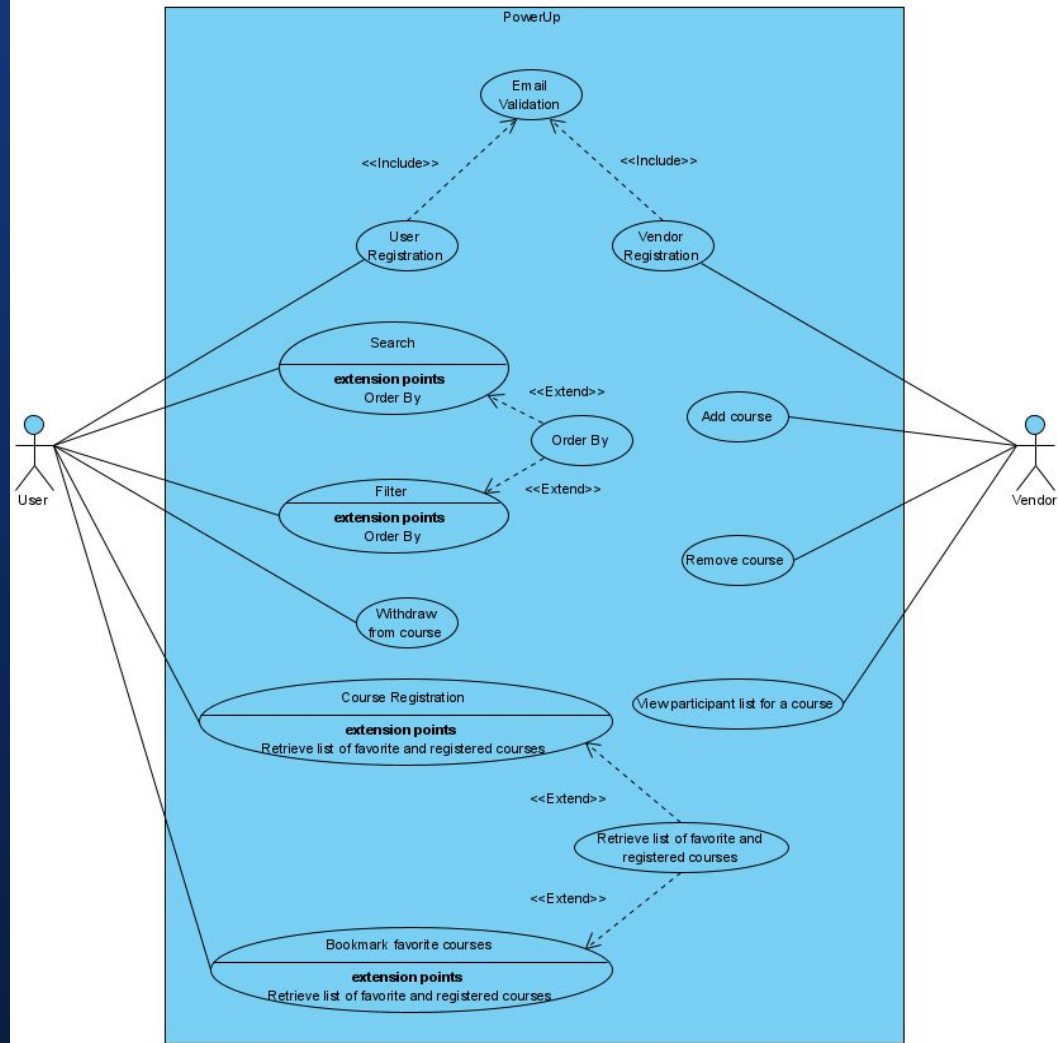 PowerUp
Email
Validation
<<Include>>
<<Include>>
User
Registration
Vendor
Registration
Search
extension points
Order By
<<Extend>>
Add course
Order By
<<Extend>>
Filter
extension points
Order By
User
Vendor
Remove course
Withdraw
from course
Course Registration
extension points
Retrieve list of favorite and registered courses
View participant list for a course
<<Extend>>
Retrieve list of favorite and
registered courses
<<Extend>>
Bookmark favorite courses
extension points
Retrieve list of favorite and registered courses